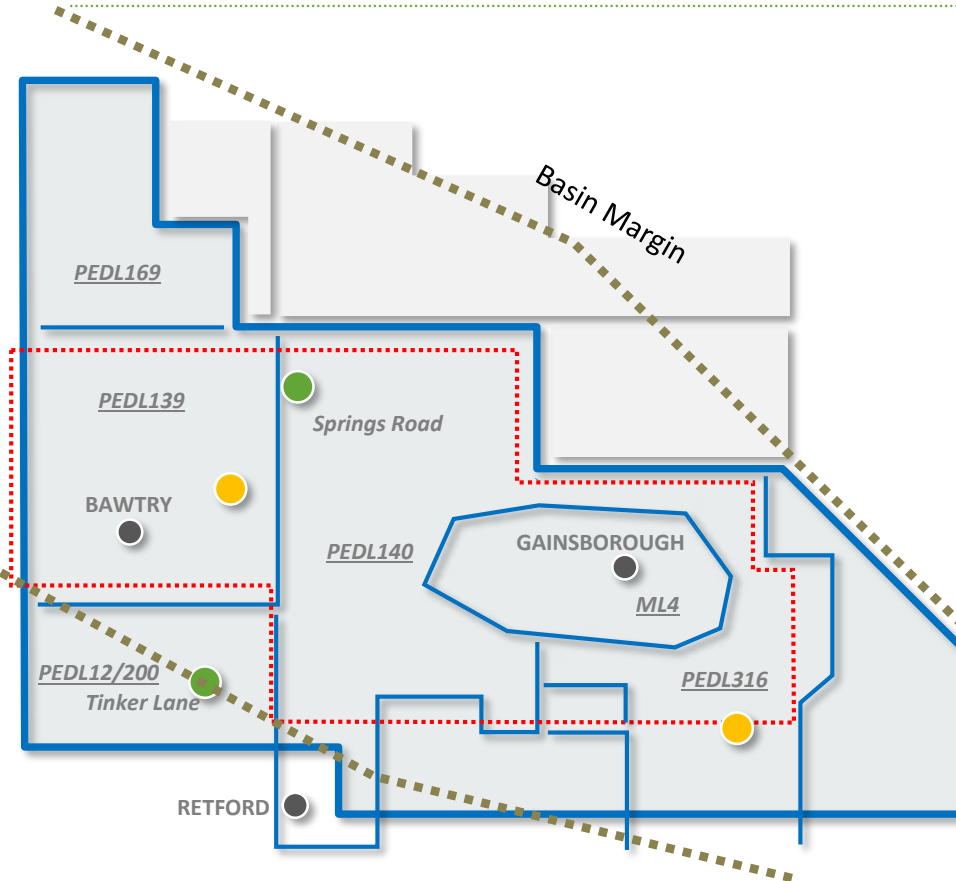 Basin Margin
PEDL169
PEDL139
Springs Road
BAWTRY
PEDL140
GAINSBOROUGH
ML4
PEDL12/200
Tinker Lane
PEDL316
RETFORD